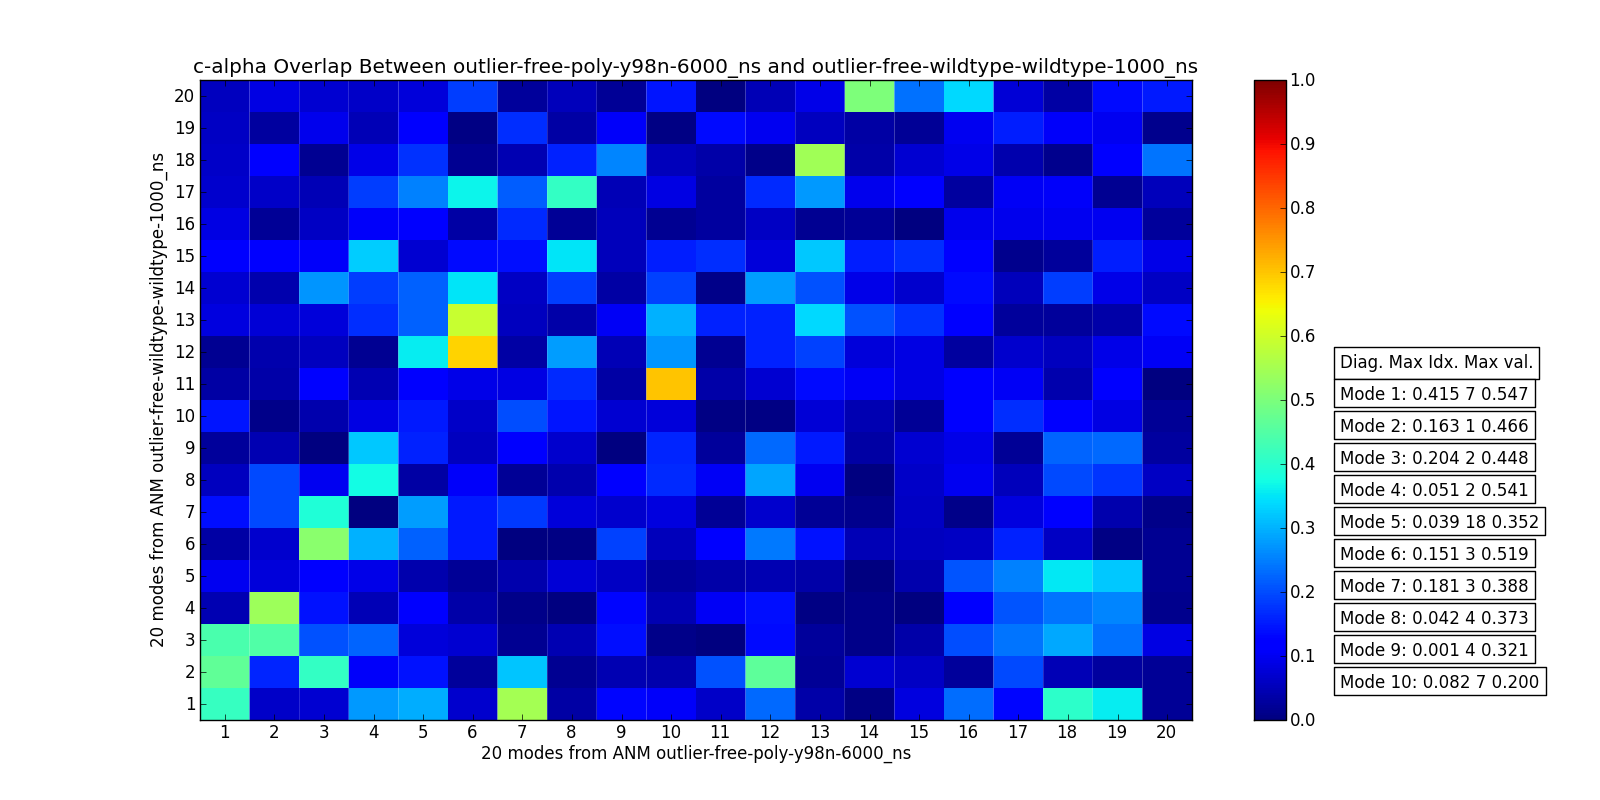 c-alpha Overlap Between outlier-free-poly-y98n-6000_ns and outlier-free-wildtype-wildtype-1000_ns
20 modes from ANM outlier-free-wildtype-wildtype-1000_ns
20
19
18
17
16
15
14
13
12
11
10
9
8
7
6
5
4
3
2
1
1 2 3 4 5 6 7 8 9 10 11 12 13 14 15 16 17 18 19 20
20 modes from ANM outlier-free-poly-y98n-6000_ns
1.0
0.9
0.8
0.7
0.6
0.5
0.4
0.3
0.2
0.1
0.0
Diag. Max Idx. Max val.
Mode 1: 0.415 7 0.547
Mode 2: 0.163 1 0.466
Mode 3: 0.204 2 0.448
Mode 4: 0.051 2 0.541
Mode 5: 0.039 18 0.352
Mode 6: 0.151 3 0.519
Mode 7: 0.181 3 0.388
Mode 8: 0.042 4 0.373
Mode 9: 0.001 4 0.321
Mode 10: 0.082 7 0.200